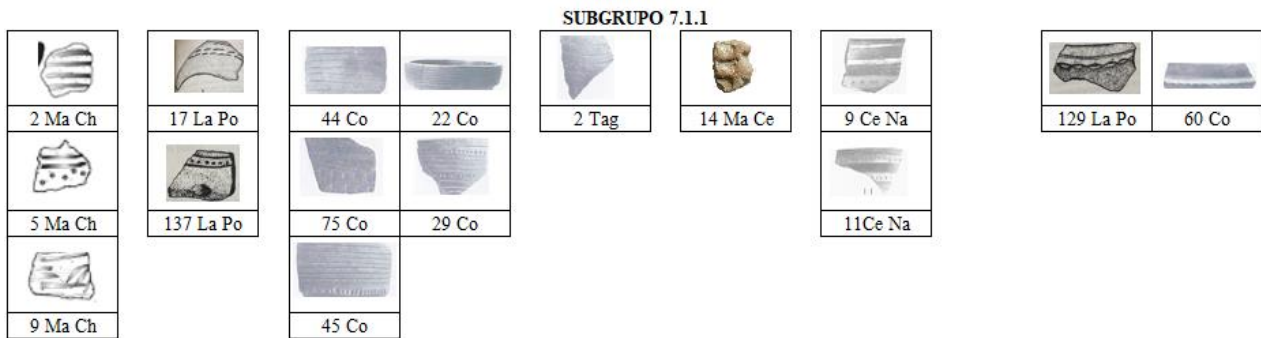 SUBGRUPO 7.1.1
2 Ma Ch 17 La Po 44 Co 22 Co 2 Tag 14 Ma Ce 9 Ce Na 129 La Po 60 Co
5 Ma Ch 137 La Po 75 Co 29 Co 11Ce Na
9 Ma Ch 45 Co